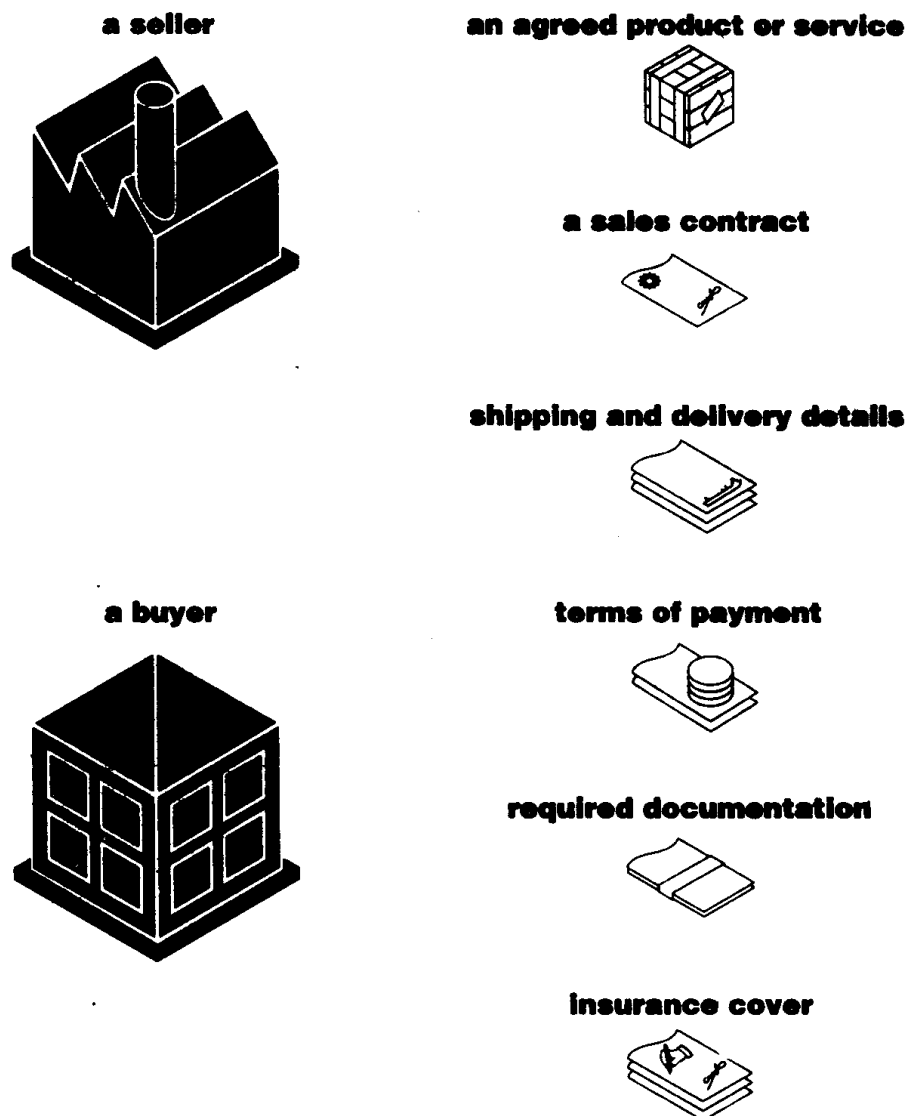 a seller
an agreed product or service
a sales contract
shipping and delivery details
a buyer
terms of payment
required documentation
insurance cover